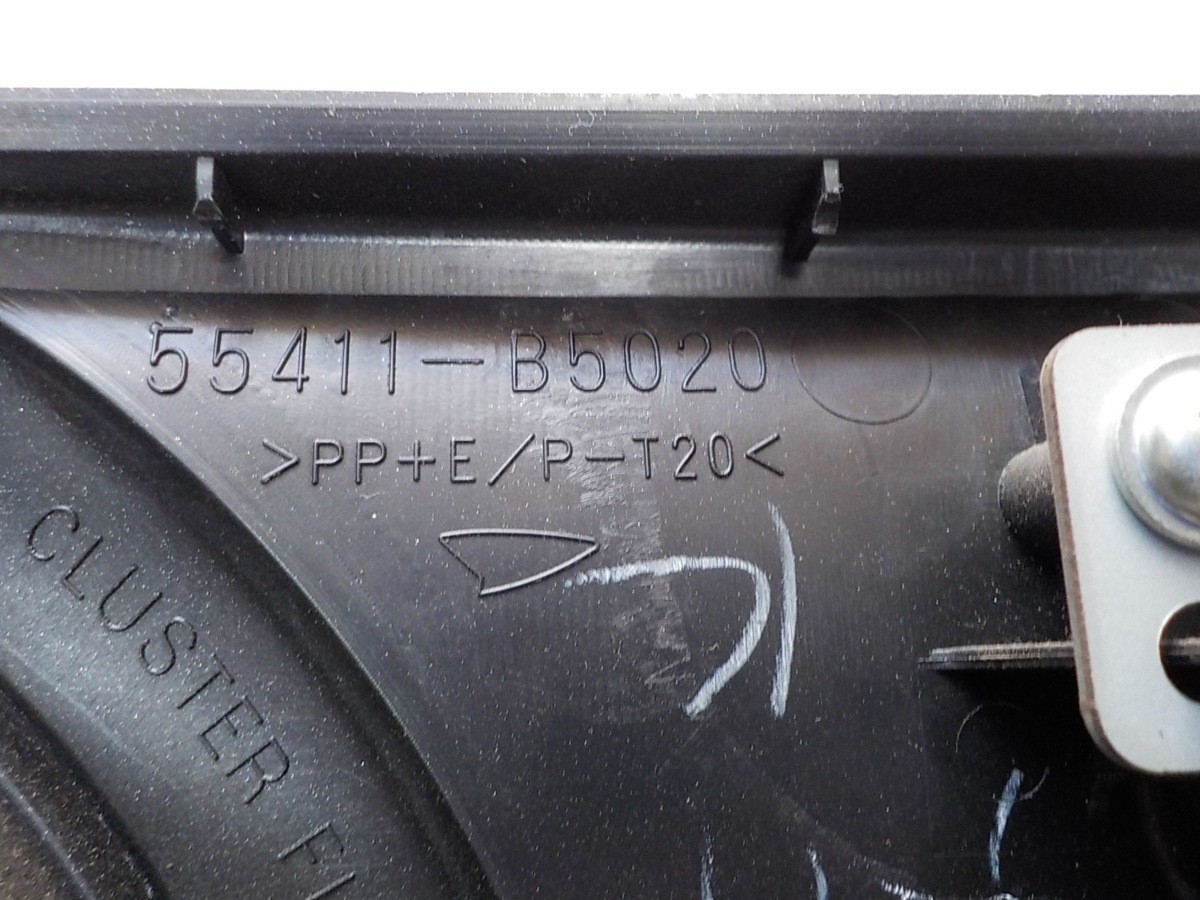 55411-B5020
>PP+E/P-T20<
CLUSTER